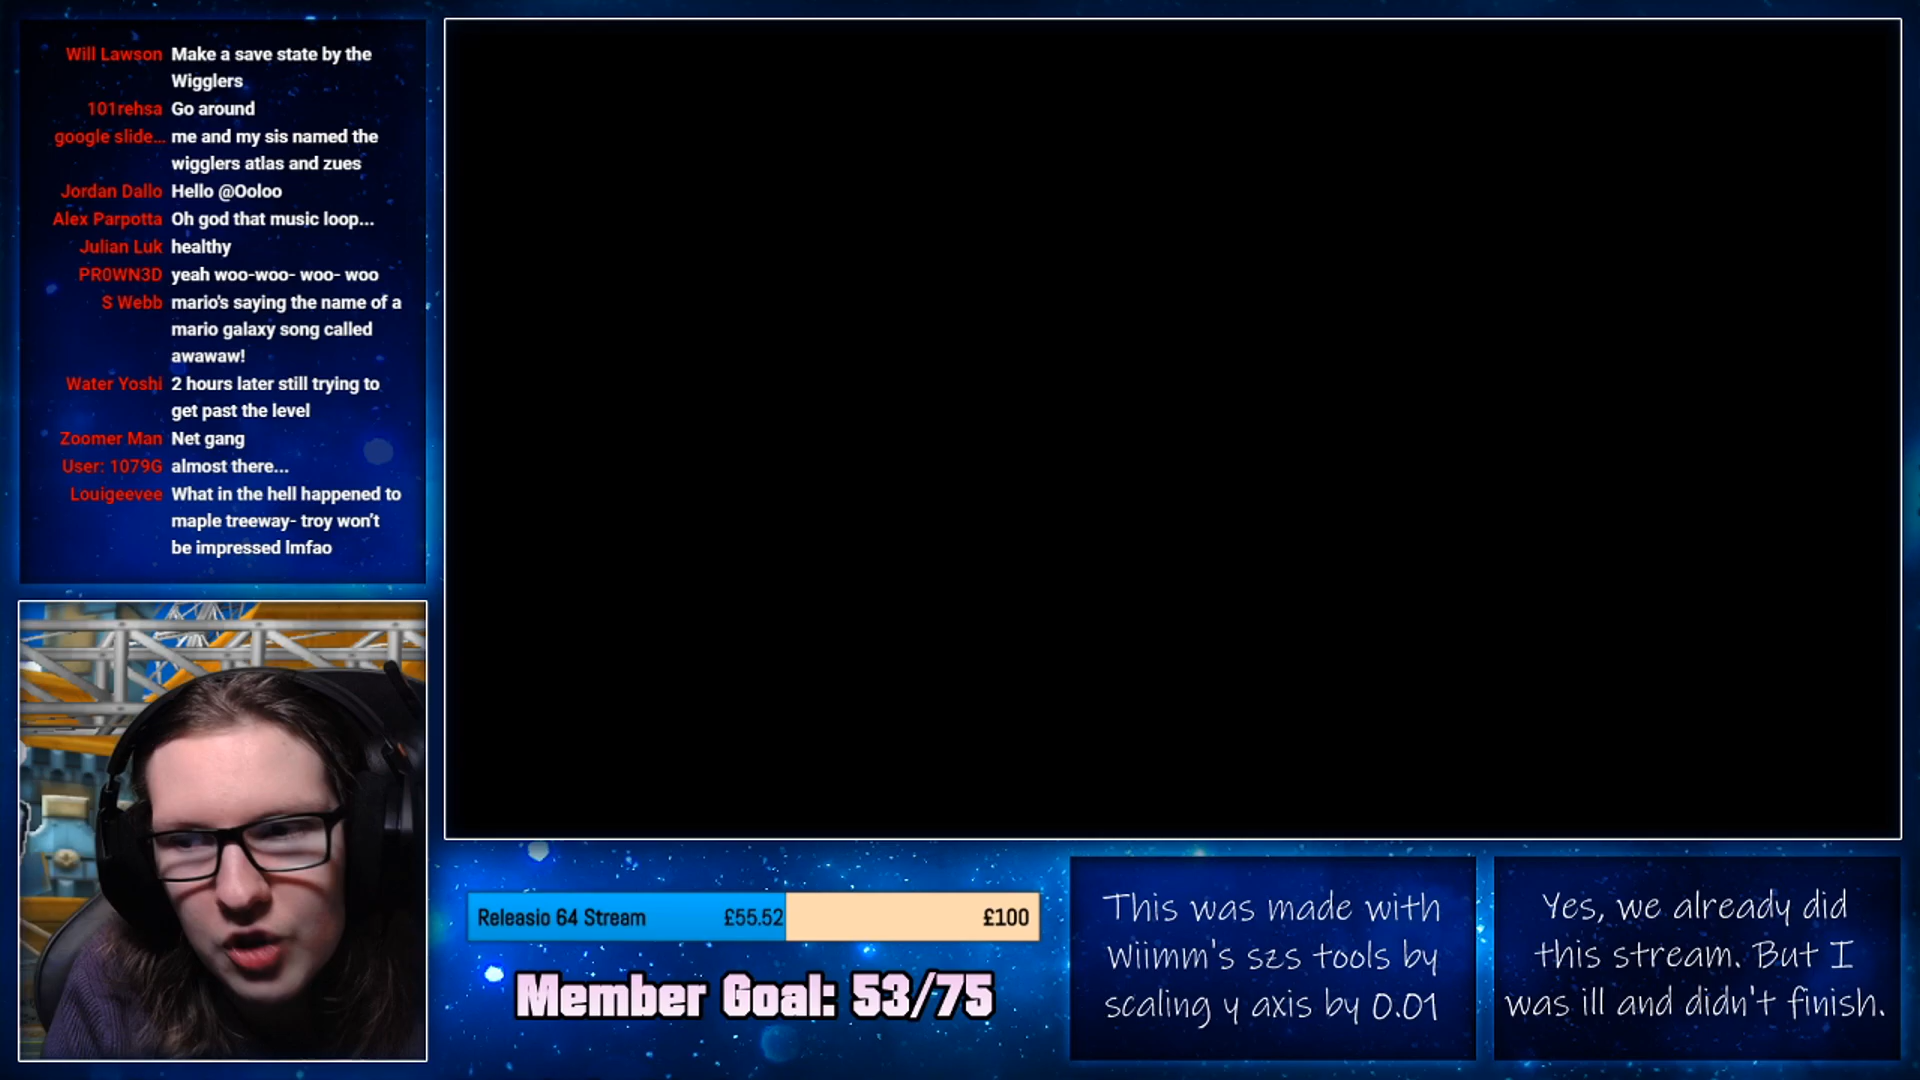 Will Lawson Make a save state by the
Wigglers
101rehsa Go around
google slide... me and my sis named the
wigglers atlas and zues
Jordan Dallo Hello @Ooloo
Alex Parpotta Oh god that music loop...
Julian Luk healthy
PR0WN3D yeah woo-woo- woo- woo
S Webb mario's saying the name of a
mario galaxy song called
awawaw!
Water Yoshi 2 hours later still trying to
get past the level
Zoomer Man Net gang
User: 1079G almost there...
Louigeevee What in the hell happened to
maple treeway- troy won't
be impressed lmfao
Releasio 64 Stream £55.52 £100
Member Goal: 53/75
This was made with
Wiimm's szs tools by
scaling y axis by 0.01
Yes, we already did
this stream. But I
was ill and didn't finish.